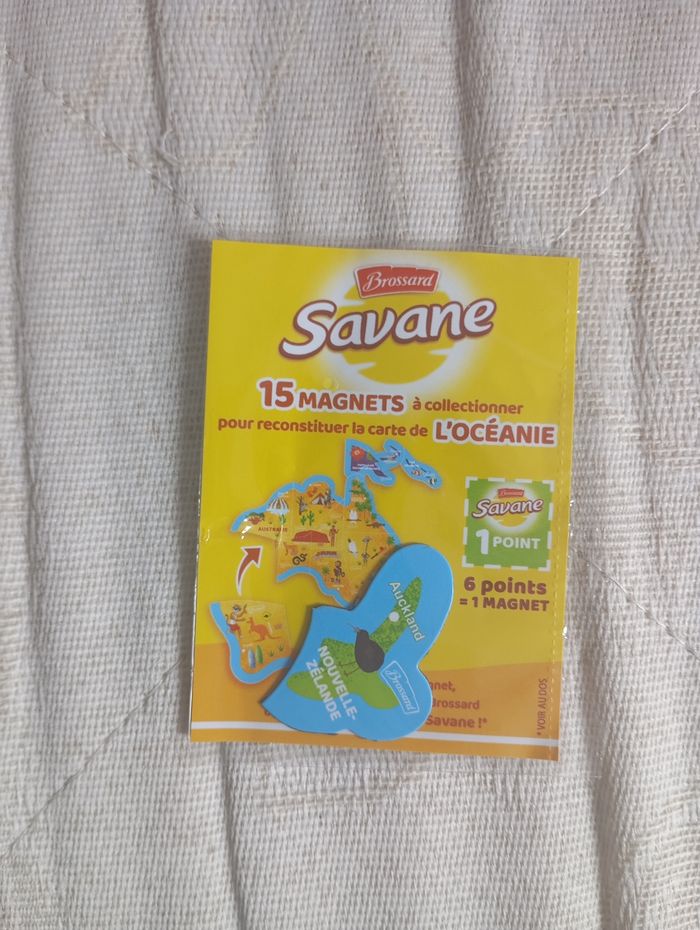 Brossard
Savane
15 MAGNETS à collectionner
pour reconstituer la carte de L'OCÉANIE
AUSTRALIE
Brossard
Savane
1 POINT
6 points
= 1 MAGNET
Auckland
NOUVELLE-
ZÉLANDE
Brossard
Brossard
Savane !*
* VOIR AU DOS